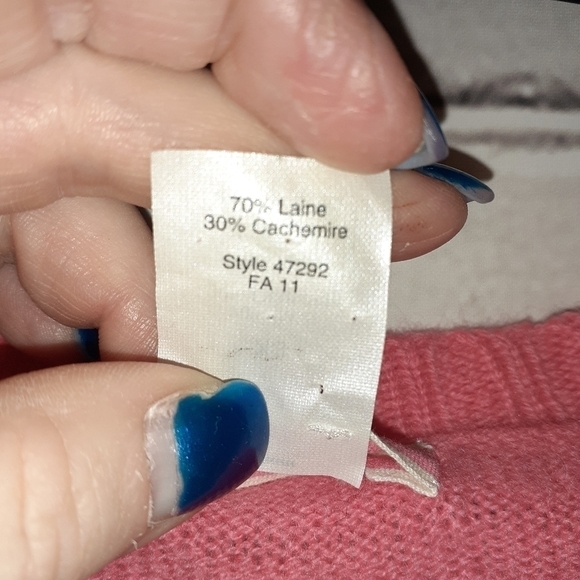 70% Laine
30% Cachemire
Style 47292
FA 11